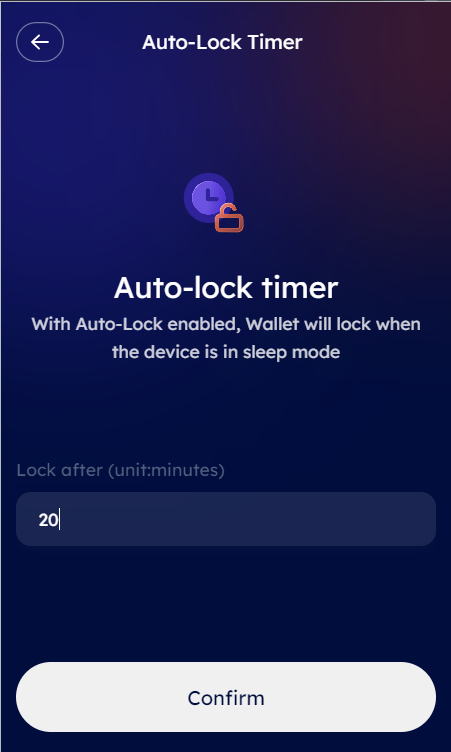 Auto-Lock Timer
Auto-lock timer
With Auto-Lock enabled, Wallet will lock when
the device is in sleep mode
Lock after (unit:minutes)
20
Confirm